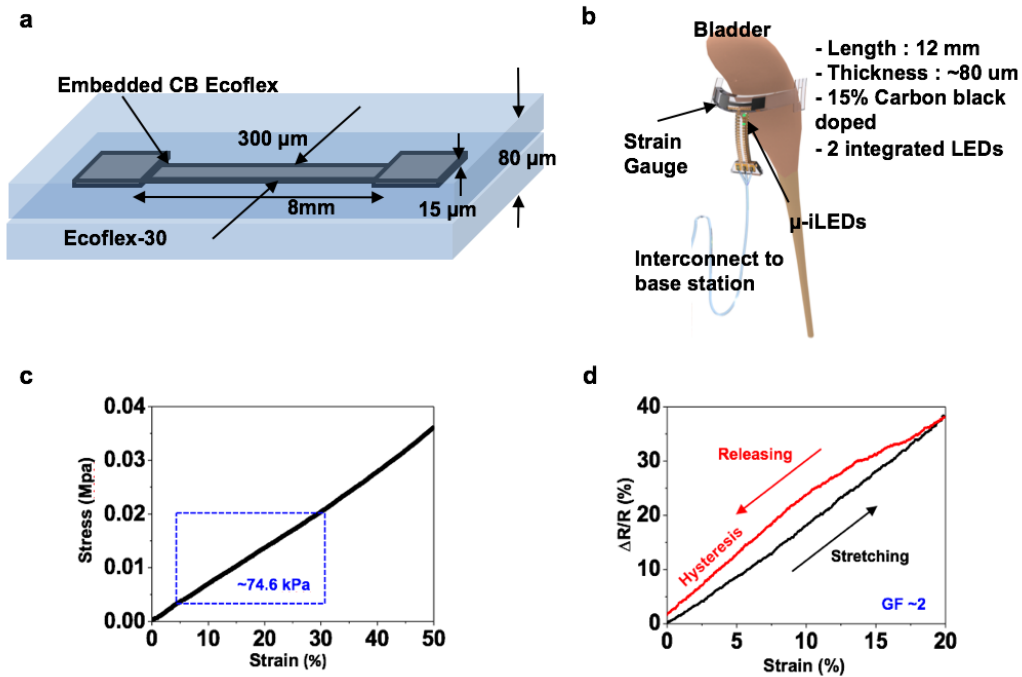 a
Embedded CB Ecoflex
300 µm
80 µm
8mm
15 µm
Ecoflex-30
b
Bladder
- Length : 12 mm
- Thickness : ~80 um
- 15% Carbon black
doped
- 2 integrated LEDs
Strain
Gauge
µ-iLEDs
Interconnect to
base station
c
Stress (Mpa)
0.04
0.03
0.02
0.01
0.00
~74.6 kPa
0
10
20
30
40
50
Strain (%)
d
ΔR/R (%)
40
30
20
10
0
Releasing
Hysteresis
Stretching
GF ~2
0
5
10
15
20
Strain (%)